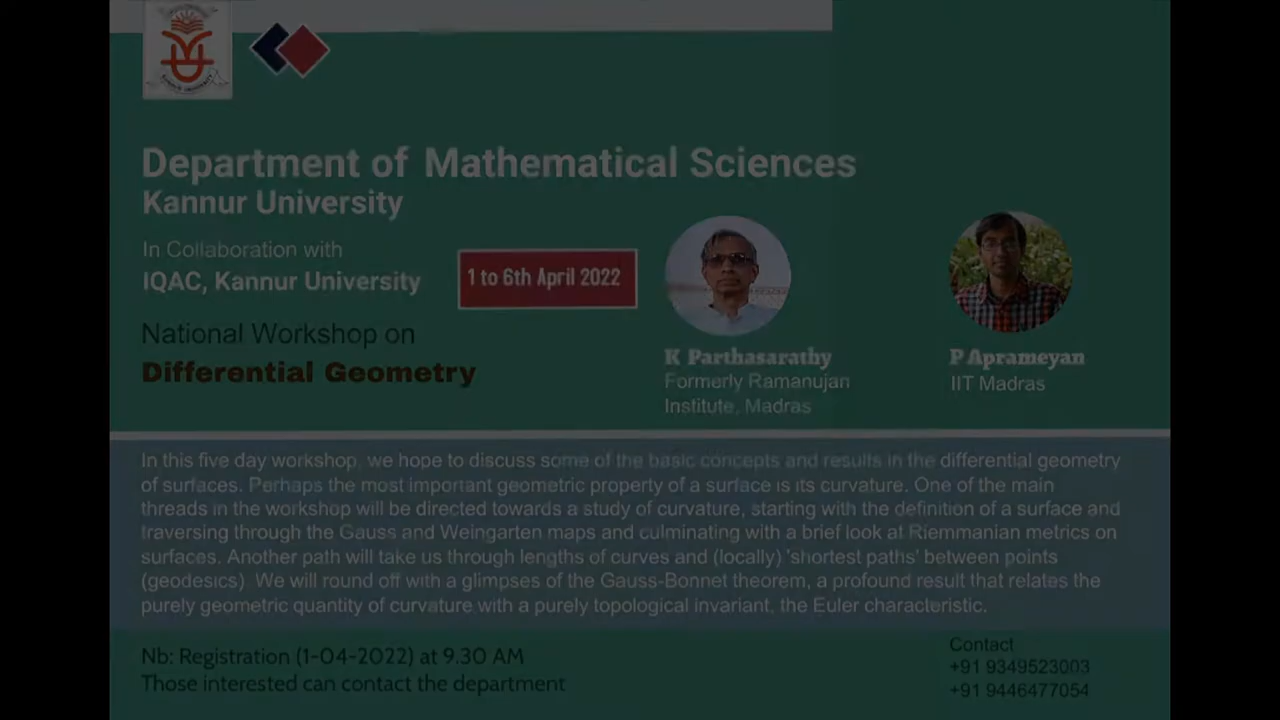 Department of Mathematical Sciences
Kannur University
In Collaboration with
IQAC, Kannur University
1 to 6th April 2022
National Workshop on
Differential Geometry
K Parthasarathy
Formerly Ramanujan
Institute, Madras
P Aprameyan
IIT Madras
In this five day workshop, we hope to discuss some of the basic concepts and results in the differential geometry
of surfaces. Perhaps the most important geometric property of a surface is its curvature. One of the main
threads in the workshop will be directed towards a study of curvature, starting with the definition of a surface and
traversing through the Gauss and Weingarten maps and culminating with a brief look at Riemmanian metrics on
surfaces. Another path will take us through lengths of curves and (locally) 'shortest paths' between points
(geodesics). We will round off with a glimpses of the Gauss-Bonnet theorem, a profound result that relates the
purely geometric quantity of curvature with a purely topological invariant, the Euler characteristic.
Nb: Registration (1-04-2022) at 9.30 AM
Those interested can contact the department
Contact
+91 9349523003
+91 9446477054